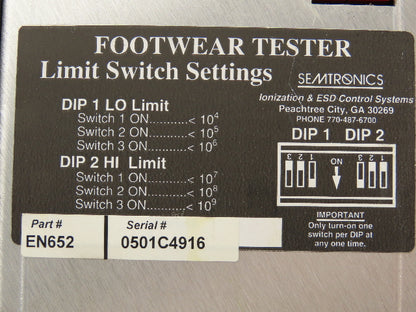 FOOTWEAR TESTER
Limit Switch Settings
SEMTRONICS
Ionization & ESD Control Systems
Peachtree City, GA 30269
PHONE 770-487-6700
DIP 1 LO Limit
Switch 1 ON..........< 10⁴
Switch 2 ON..........< 10⁵
Switch 3 ON..........< 10⁶
DIP 2 HI Limit
Switch 1 ON..........< 10⁷
Switch 2 ON..........< 10⁸
Switch 3 ON..........< 10⁹
DIP 1 DIP 2
3 2 1 ON 3 2 1
IMPORTANT
Only turn-on one
switch per DIP at
any one time.
Part # Serial #
EN652 0501C4916